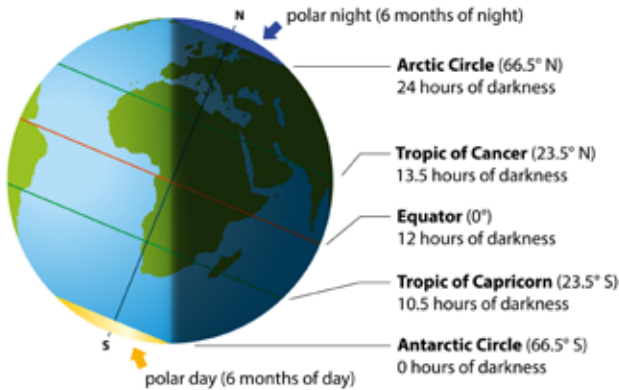 N
polar night (6 months of night)
Arctic Circle (66.5° N)
24 hours of darkness
Tropic of Cancer (23.5° N)
13.5 hours of darkness
Equator (0°)
12 hours of darkness
Tropic of Capricorn (23.5° S)
10.5 hours of darkness
Antarctic Circle (66.5° S)
0 hours of darkness
S
polar day (6 months of day)